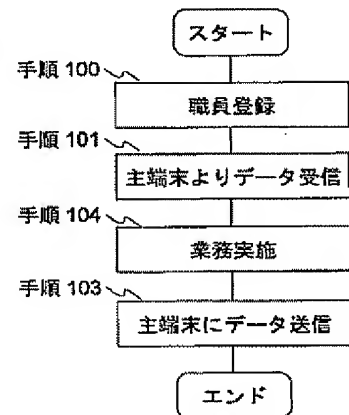 スタート
手順 100
職員登録
手順 101
主端末よりデータ受信
手順 104
業務実施
手順 103
主端末にデータ送信
エンド